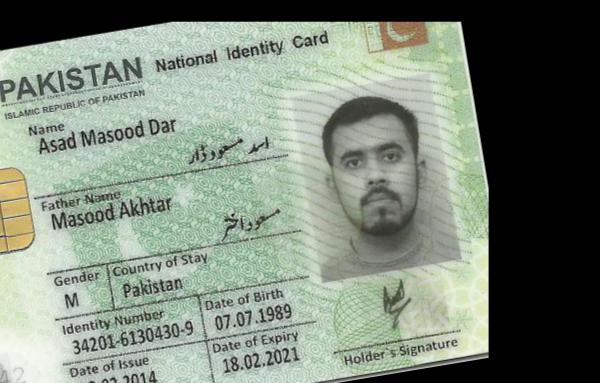 PAKISTAN National Identity Card
ISLAMIC REPUBLIC OF PAKISTAN
Name
Asad Masood Dar
اسد مسعود ڈار
Father Name
Masood Akhtar
مسعود اختر
Gender
Country of Stay
M
Pakistan
Identity Number
Date of Birth
34201-6130430-9
07.07.1989
Date of Issue
Date of Expiry
.2014
18.02.2021
Holder's Signature